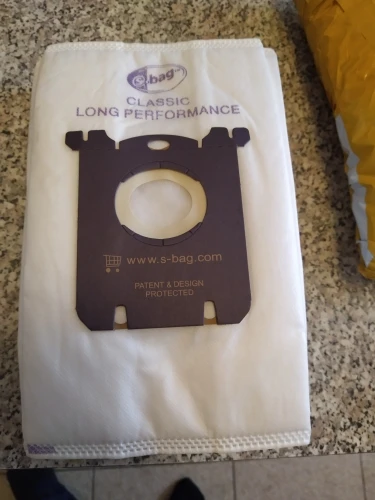 s-bag
CLASSIC
LONG PERFORMANCE
www.s-bag.com
PATENT & DESIGN
PROTECTED